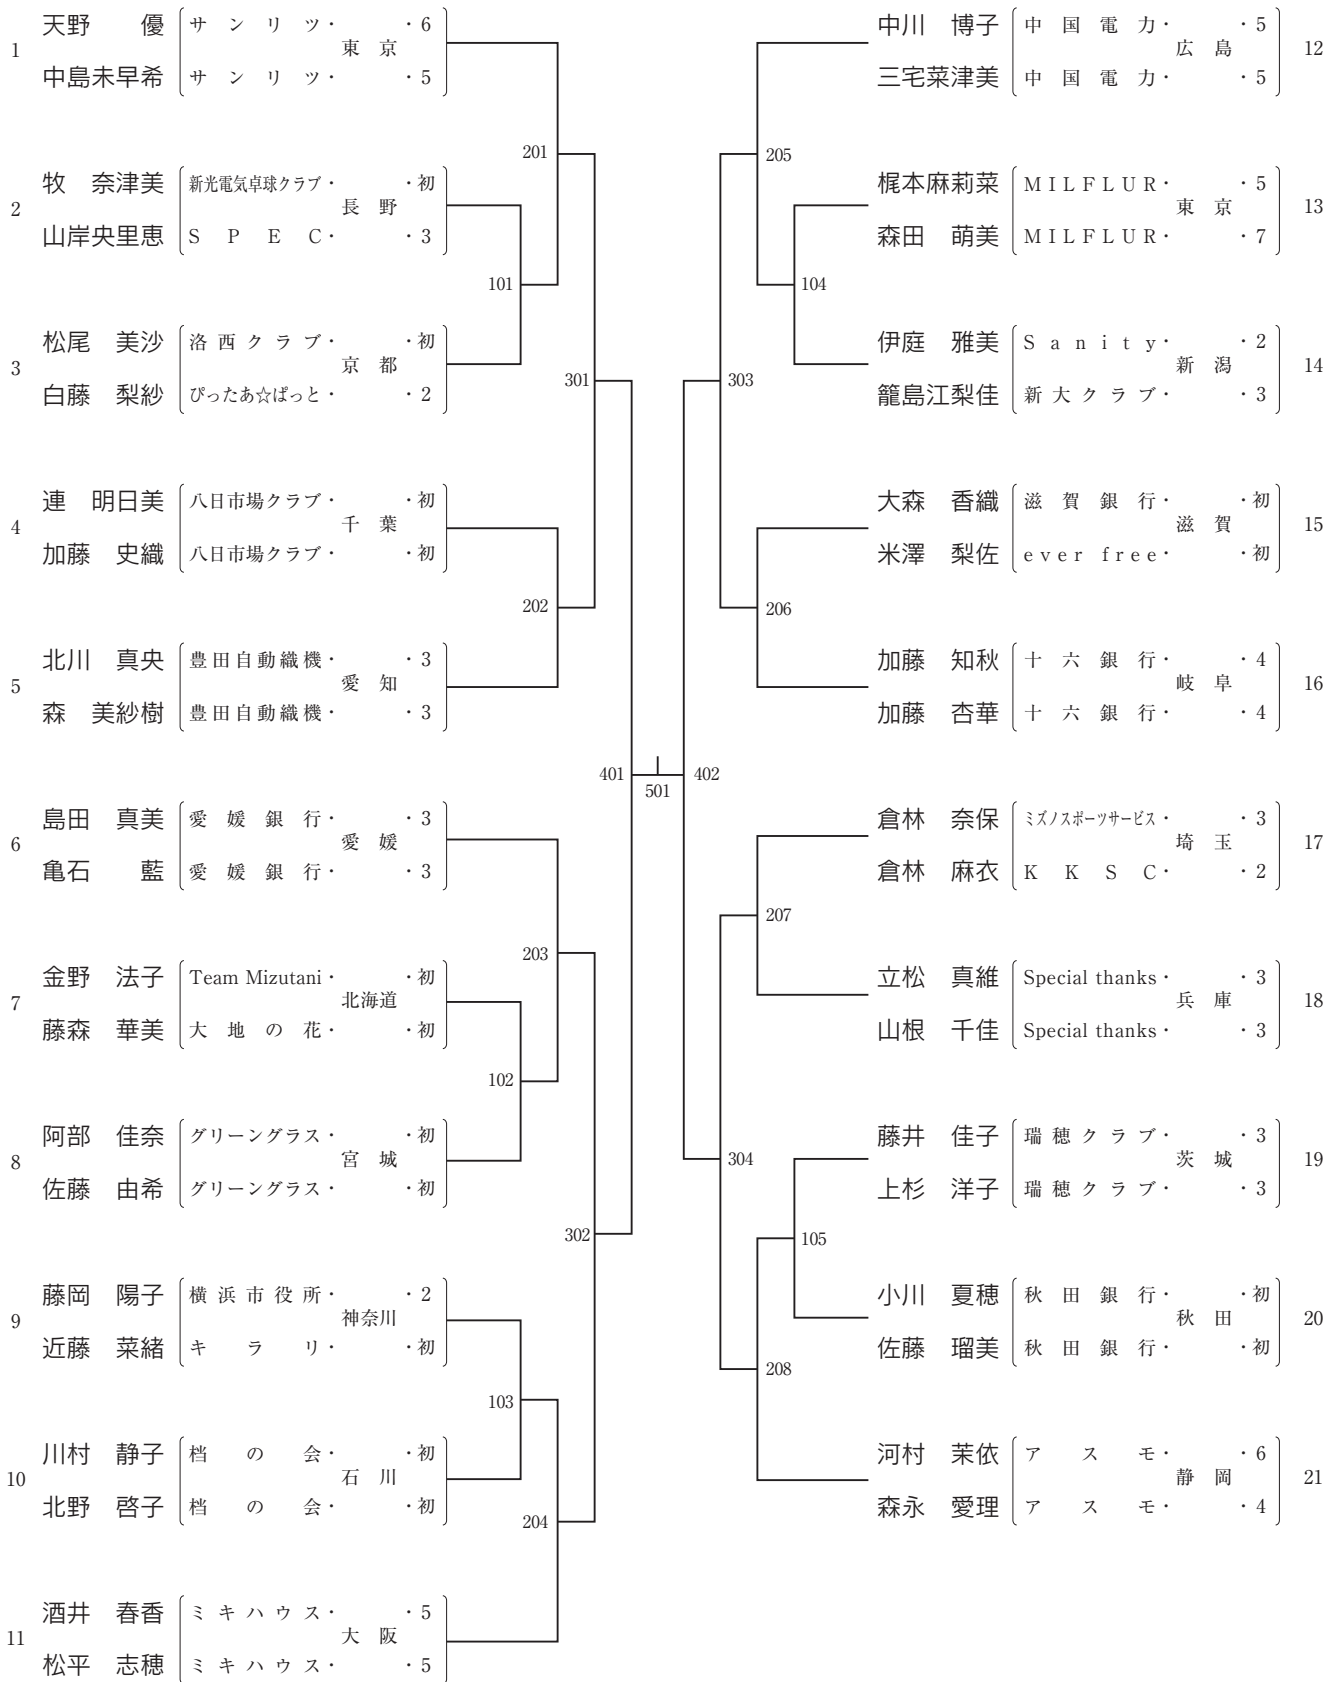 1
天野　優 サンリツ・ ・6
東京
中島未早希 サンリツ・ ・5
2
牧　奈津美 新光電気卓球クラブ・ ・初
長野
山岸央里恵 SPEC・ ・3
3
松尾　美沙 洛西クラブ・ ・初
京都
白藤　梨紗 ぴったあ☆ぱっと・ ・2
4
連　明日美 八日市場クラブ・ ・初
千葉
加藤　史織 八日市場クラブ・ ・初
5
北川　真央 豊田自動織機・ ・3
愛知
森　美紗樹 豊田自動織機・ ・3
6
島田　真美 愛媛銀行・ ・3
愛媛
亀石　藍 愛媛銀行・ ・3
7
金野　法子 Team Mizutani・ ・初
北海道
藤森　華美 大地の花・ ・初
8
阿部　佳奈 グリーングラス・ ・初
宮城
佐藤　由希 グリーングラス・ ・初
9
藤岡　陽子 横浜市役所・ ・2
神奈川
近藤　菜緒 キラリ・ ・初
10
川村　静子 档の会・ ・初
石川
北野　啓子 档の会・ ・初
11
酒井　春香 ミキハウス・ ・5
大阪
松平　志穂 ミキハウス・ ・5
101
102
103
201
202
203
204
301
302
401
501
402
303
304
205
206
207
208
104
105
中川　博子 中国電力・ ・5
広島
三宅菜津美 中国電力・ ・5
12
梶本麻莉菜 MILFLUR・ ・5
東京
森田　萌美 MILFLUR・ ・7
13
伊庭　雅美 Sanity・ ・2
新潟
籠島江梨佳 新大クラブ・ ・3
14
大森　香織 滋賀銀行・ ・初
滋賀
米澤　梨佐 ever free・ ・初
15
加藤　知秋 十六銀行・ ・4
岐阜
加藤　杏華 十六銀行・ ・4
16
倉林　奈保 ミズノスポーツサービス・ ・3
埼玉
倉林　麻衣 KKSC・ ・2
17
立松　真維 Special thanks・ ・3
兵庫
山根　千佳 Special thanks・ ・3
18
藤井　佳子 瑞穂クラブ・ ・3
茨城
上杉　洋子 瑞穂クラブ・ ・3
19
小川　夏穂 秋田銀行・ ・初
秋田
佐藤　瑠美 秋田銀行・ ・初
20
河村　茉依 アスモ・ ・6
静岡
森永　愛理 アスモ・ ・4
21